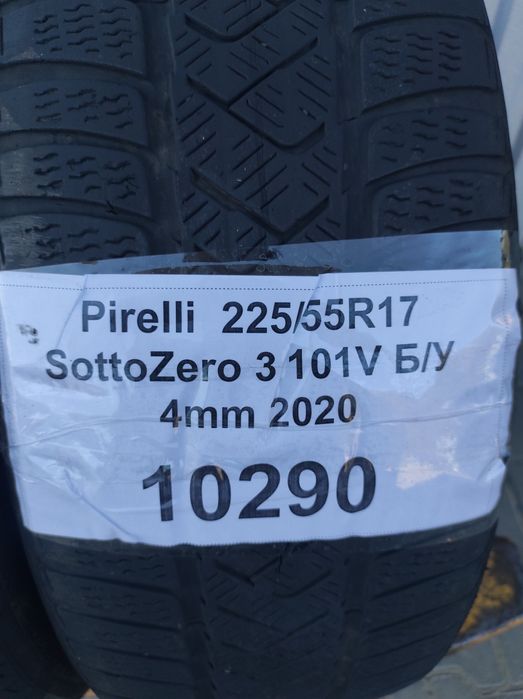 Pirelli 225/55R17
SottoZero 3 101V Б/У
4mm 2020
10290